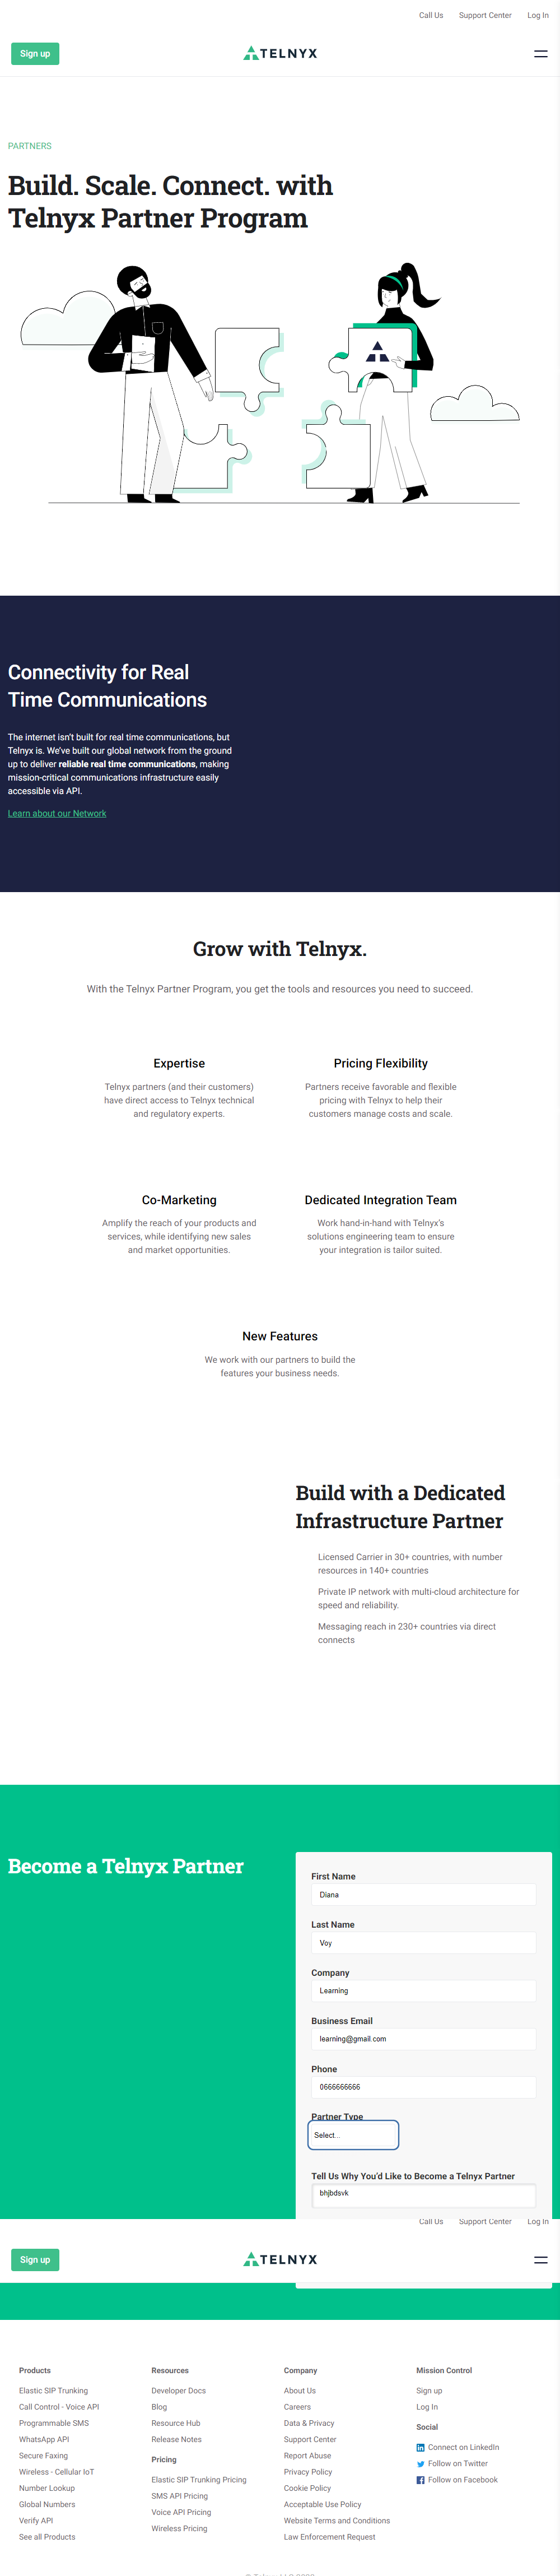 Call Us Support Center Log In
Sign up TELNYX
PARTNERS
Build. Scale. Connect. with
Telnyx Partner Program
Connectivity for Real
Time Communications
The internet isn't built for real time communications, but
Telnyx is. We've built our global network from the ground
up to deliver reliable real time communications, making
mission-critical communications infrastructure easily
accessible via API.
Learn about our Network
Grow with Telnyx.
With the Telnyx Partner Program, you get the tools and resources you need to succeed.
Expertise
Telnyx partners (and their customers)
have direct access to Telnyx technical
and regulatory experts.
Pricing Flexibility
Partners receive favorable and flexible
pricing with Telnyx to help their
customers manage costs and scale.
Co-Marketing
Amplify the reach of your products and
services, while identifying new sales
and market opportunities.
Dedicated Integration Team
Work hand-in-hand with Telnyx's
solutions engineering team to ensure
your integration is tailor suited.
New Features
We work with our partners to build the
features your business needs.
Build with a Dedicated
Infrastructure Partner
Licensed Carrier in 30+ countries, with number
resources in 140+ countries
Private IP network with multi-cloud architecture for
speed and reliability.
Messaging reach in 230+ countries via direct
connects
Become a Telnyx Partner
First Name
Diana
Last Name
Voy
Company
Learning
Business Email
learning@gmail.com
Phone
0666666666
Partner Type
Select...
Tell Us Why You'd Like to Become a Telnyx Partner
bhjbdsvk
Call Us Support Center Log In
Sign up TELNYX
Products
Elastic SIP Trunking
Call Control - Voice API
Programmable SMS
WhatsApp API
Secure Faxing
Wireless - Cellular IoT
Number Lookup
Global Numbers
Verify API
See all Products
Resources
Developer Docs
Blog
Resource Hub
Release Notes
Pricing
Elastic SIP Trunking Pricing
SMS API Pricing
Voice API Pricing
Wireless Pricing
Company
About Us
Careers
Data & Privacy
Support Center
Report Abuse
Privacy Policy
Cookie Policy
Acceptable Use Policy
Website Terms and Conditions
Law Enforcement Request
Mission Control
Sign up
Log In
Social
Connect on LinkedIn
Follow on Twitter
Follow on Facebook